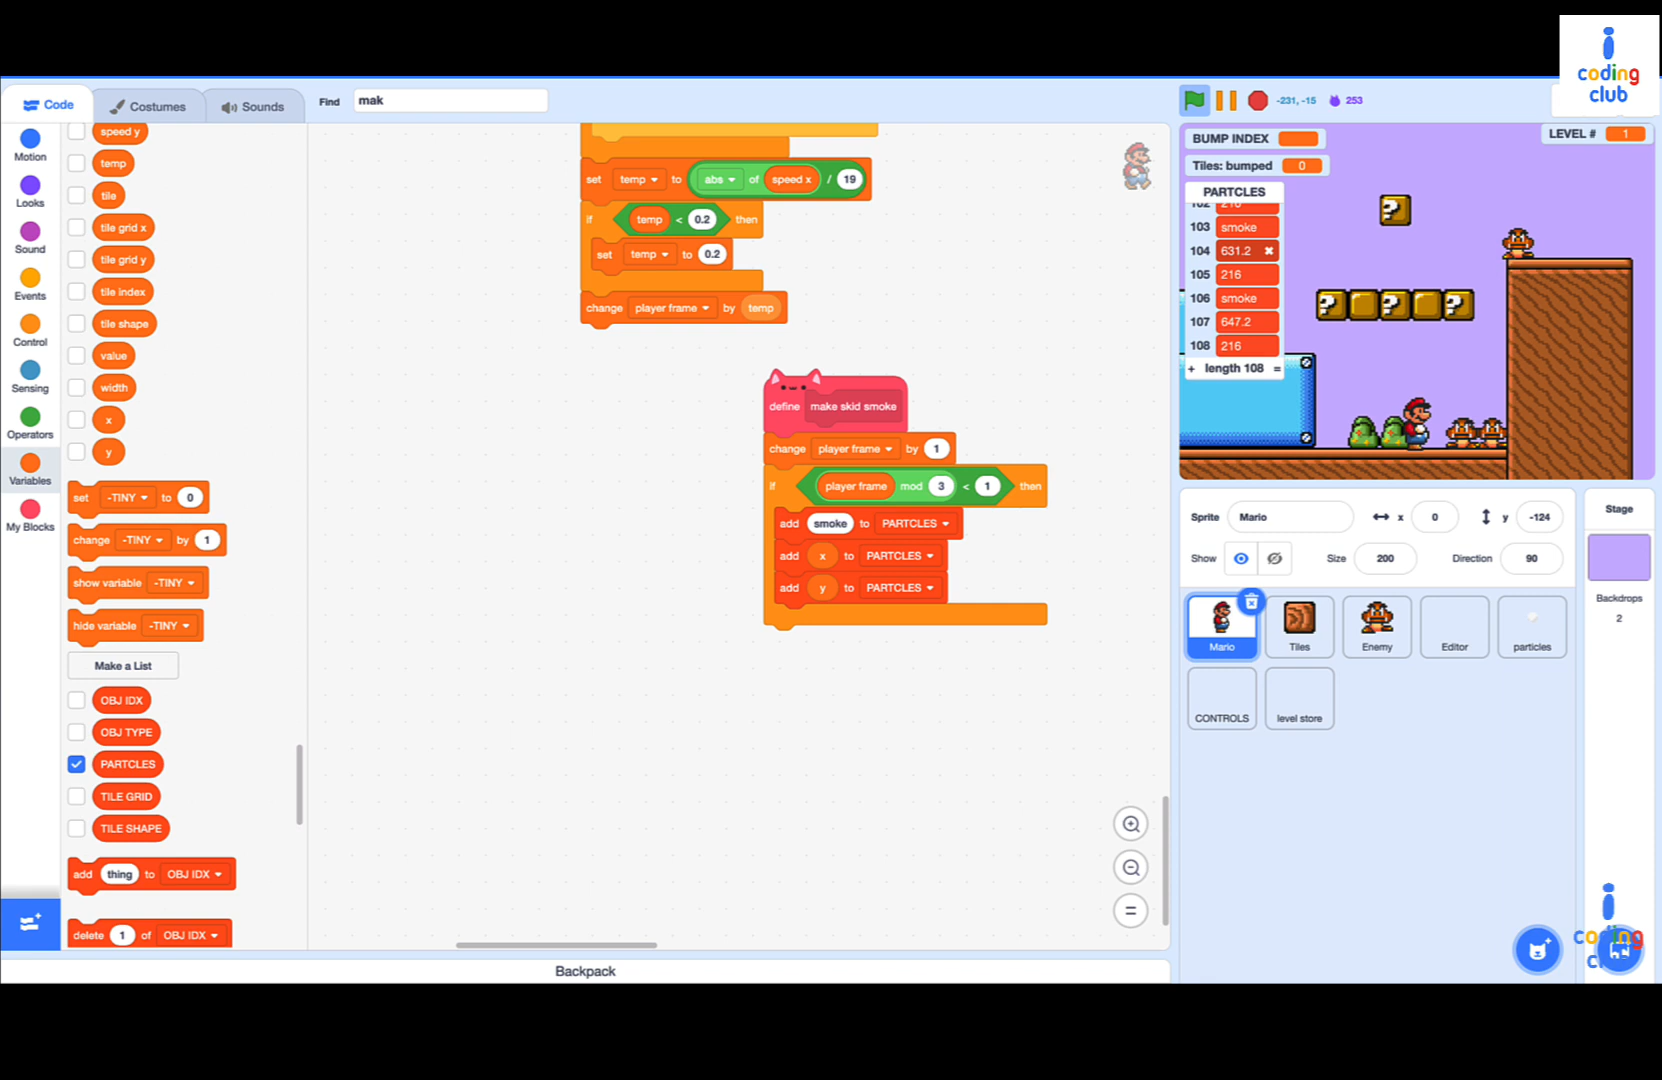 i
coding
club
Code
Costumes
Sounds
Find
mak
-231, -15
253
Motion
Looks
Sound
Events
Control
Sensing
Operators
Variables
My Blocks
speed y
temp
tile
tile grid x
tile grid y
tile index
tile shape
value
width
x
y
set -TINY to 0
change -TINY by 1
show variable -TINY
hide variable -TINY
Make a List
OBJ IDX
OBJ TYPE
PARTCLES
TILE GRID
TILE SHAPE
add thing to OBJ IDX
delete 1 of OBJ IDX
set temp to abs of speed x / 19
if temp < 0.2 then
set temp to 0.2
change player frame by temp
define make skid smoke
change player frame by 1
if player frame mod 3 < 1 then
add smoke to PARTCLES
add x to PARTCLES
add y to PARTCLES
=
Backpack
BUMP INDEX
LEVEL # 1
Tiles: bumped 0
PARTCLES
102 216
103 smoke
104 631.2
105 216
106 smoke
107 647.2
108 216
+ length 108 =
Sprite Mario x 0 y -124
Show Size 200 Direction 90
Mario
Tiles
Enemy
Editor
particles
CONTROLS
level store
Stage
Backdrops
2
i
coding